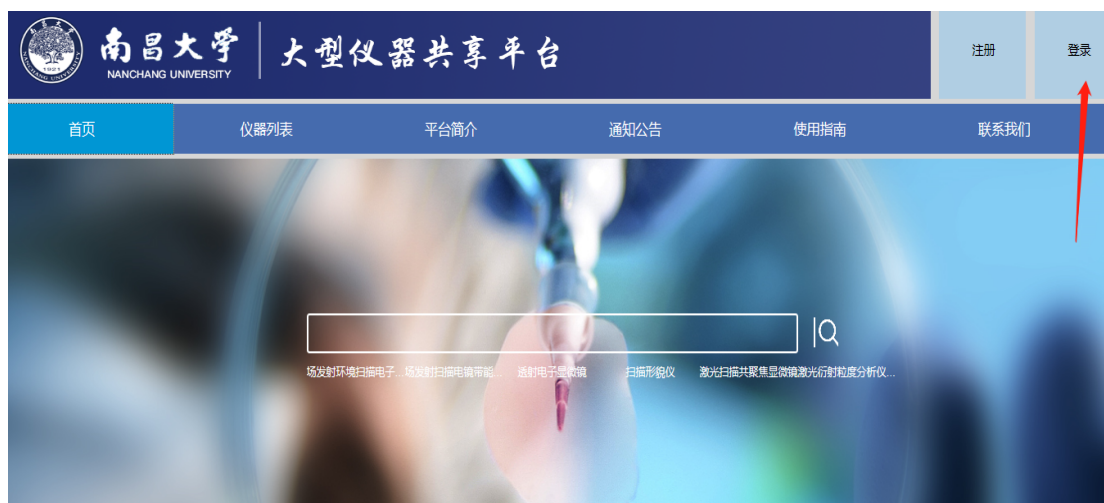 南昌大学 大型仪器共享平台 注册 登录
NANCHANG UNIVERSITY
1921
首页 仪器列表 平台简介 通知公告 使用指南 联系我们
场发射环境扫描电子... 场发射扫描电镜带能... 透射电子显微镜 扫描形貌仪 激光扫描共聚焦显微镜激光衍射粒度分析仪...